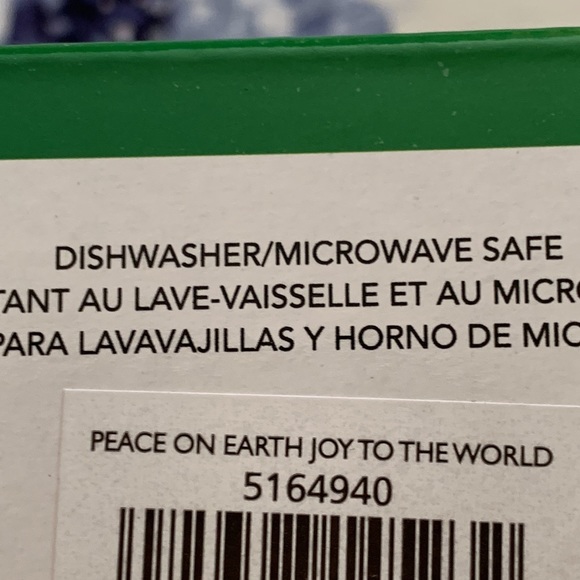 DISHWASHER/MICROWAVE SAFE
TANT AU LAVE-VAISSELLE ET AU MICRO
PARA LAVAVAJILLAS Y HORNO DE MIC
PEACE ON EARTH JOY TO THE WORLD
5164940